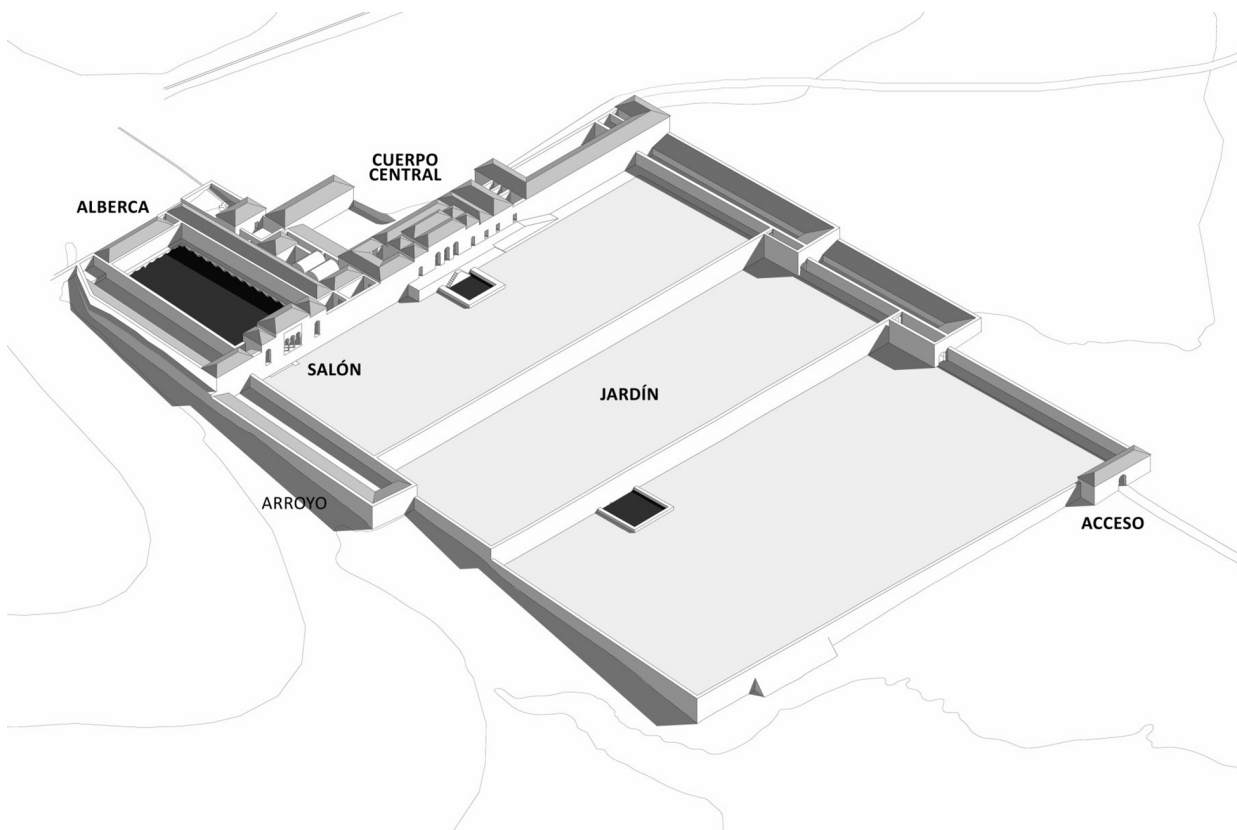 CUERPO
CENTRAL
ALBERCA
SALÓN
JARDÍN
ARROYO
ACCESO